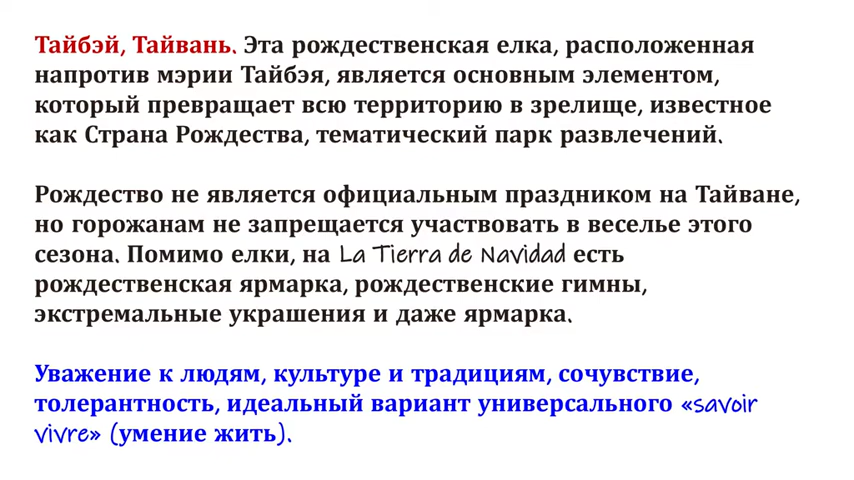 Тайбэй, Тайвань. Эта рождественская елка, расположенная
напротив мэрии Тайбэя, является основным элементом,
который превращает всю территорию в зрелище, известное
как Страна Рождества, тематический парк развлечений.
Рождество не является официальным праздником на Тайване,
но горожанам не запрещается участвовать в веселье этого
сезона. Помимо елки, на La Tierra de Navidad есть
рождественская ярмарка, рождественские гимны,
экстремальные украшения и даже ярмарка.
Уважение к людям, культуре и традициям, сочувствие,
толерантность, идеальный вариант универсального «savoir
vivre» (умение жить).